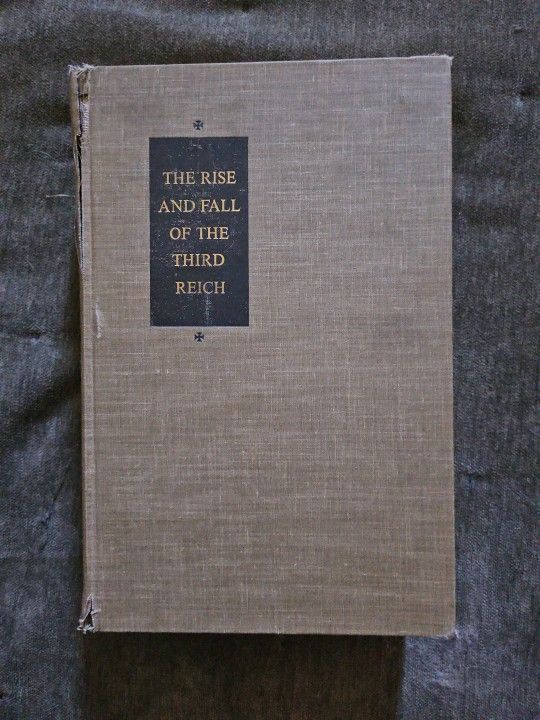 THE RISE
AND FALL
OF THE
THIRD
REICH